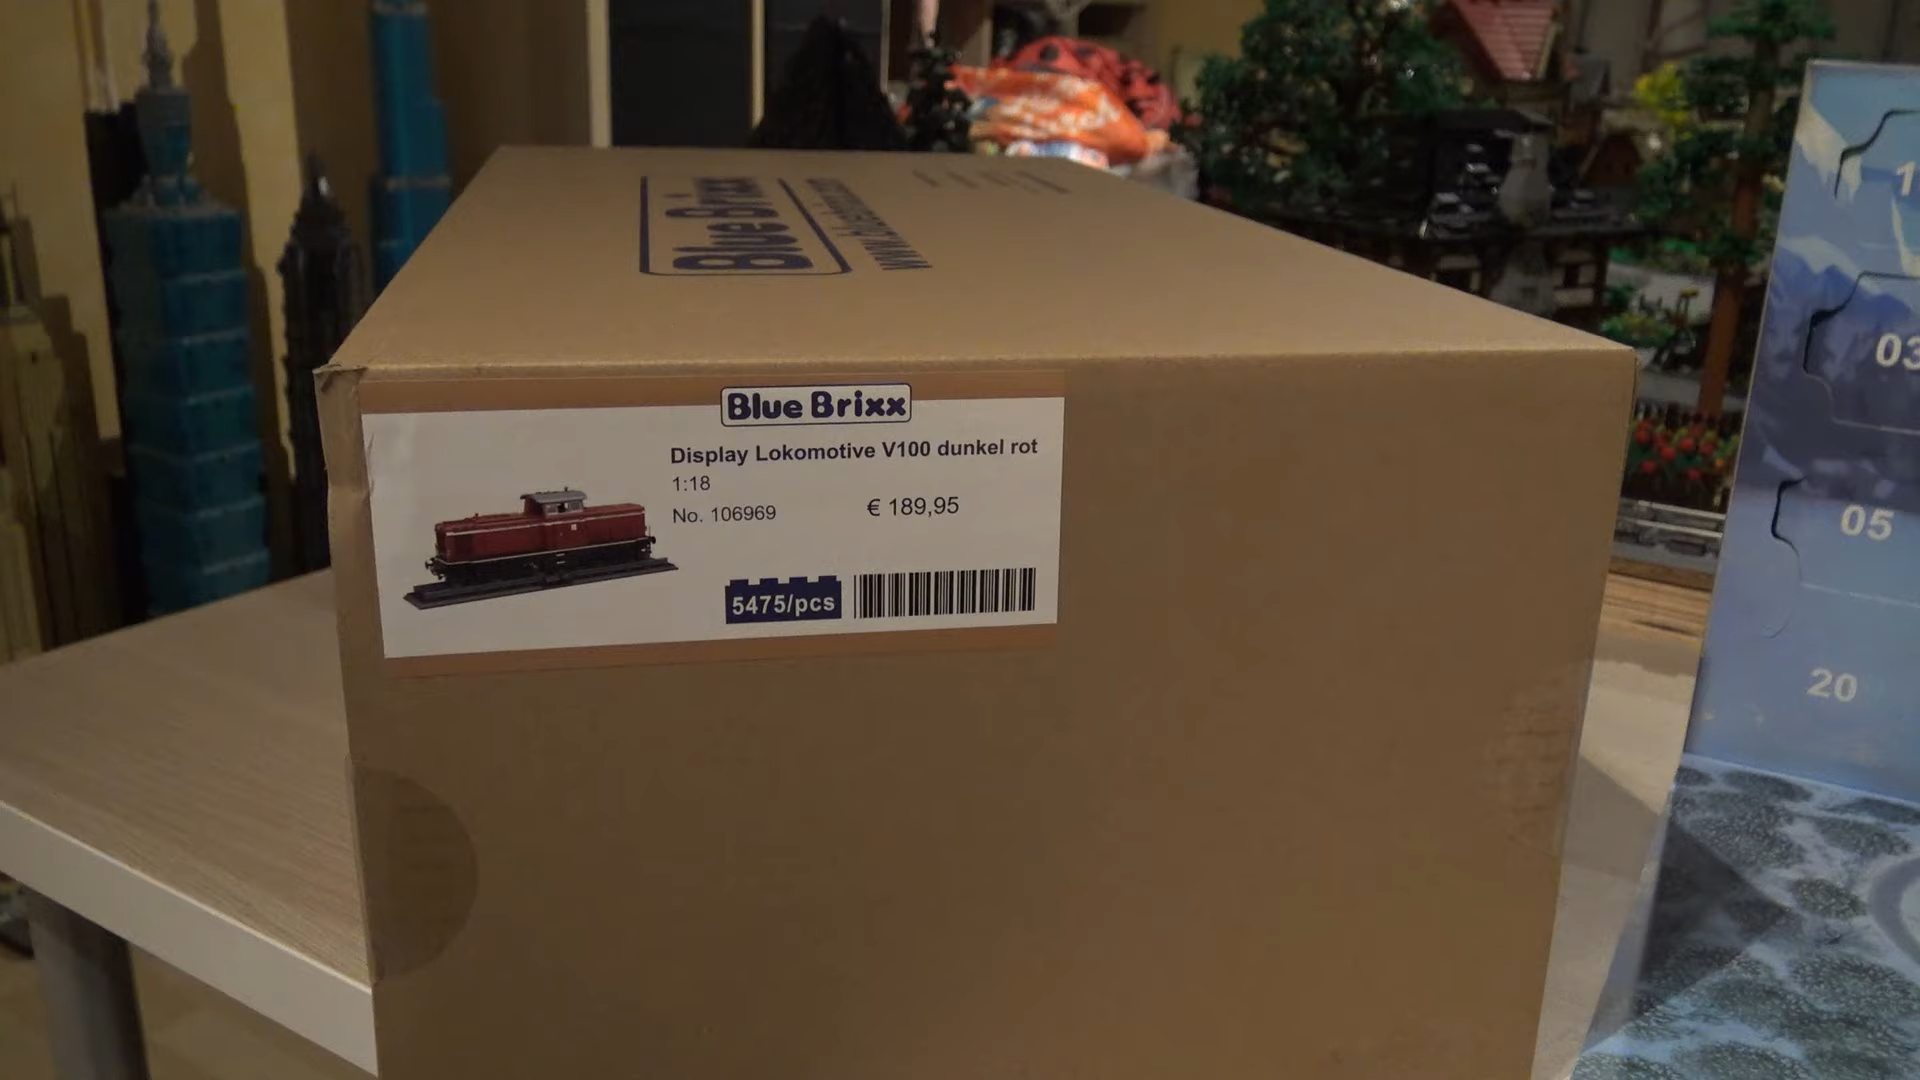 Blue Brixx
Blue Brixx
Display Lokomotive V100 dunkel rot
1:18
No. 106969
€ 189,95
5475/pcs
03
05
20